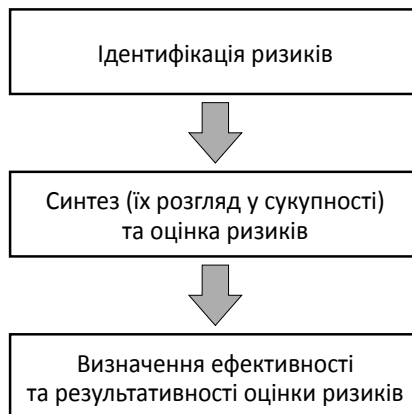 Ідентифікація ризиків
Синтез (їх розгляд у сукупності)
та оцінка ризиків
Визначення ефективності
та результативності оцінки ризиків